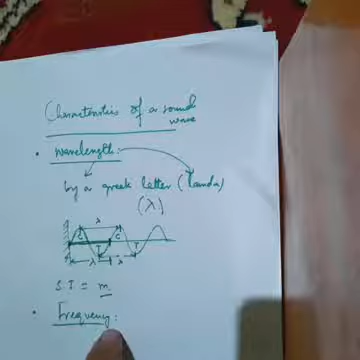 Characteristics of a sound
wave
• Wavelength:
by a greek letter (Lamda)
(λ)
λ
C C
T T
λ λ
S.I = m
• Frequency: